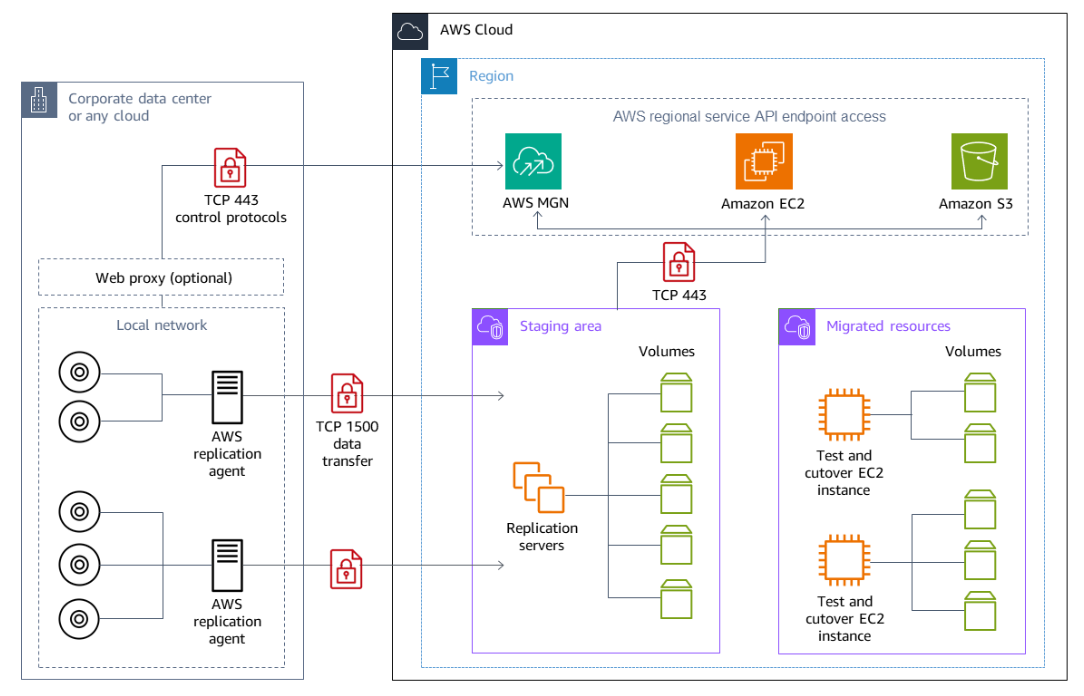 AWS Cloud
Region
Corporate data center
or any cloud
AWS regional service API endpoint access
TCP 443
control protocols
AWS MGN
Amazon EC2
Amazon S3
Web proxy (optional)
TCP 443
Local network
Staging area
Migrated resources
Volumes
Volumes
AWS
replication
agent
TCP 1500
data
transfer
Test and
cutover EC2
instance
Replication
servers
AWS
replication
agent
Test and
cutover EC2
instance